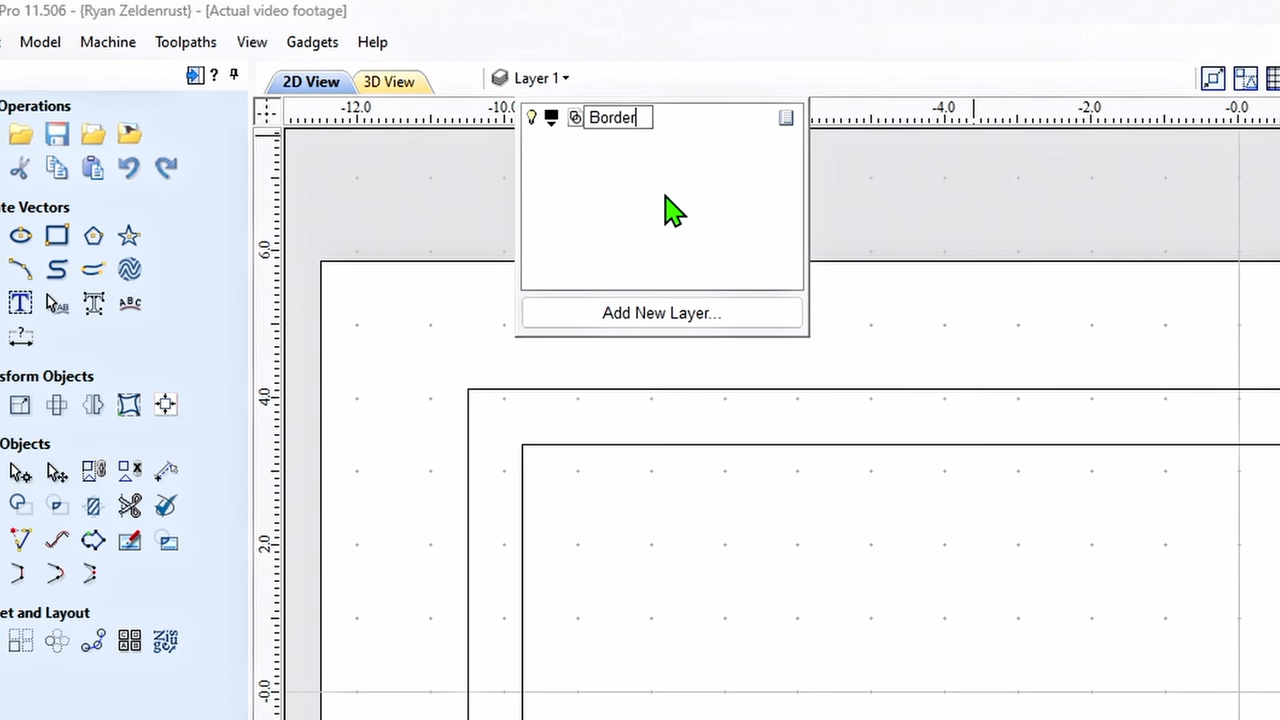 Pro 11.506 - {Ryan Zeldenrust} - [Actual video footage]
Model Machine Toolpaths View Gadgets Help
2D View 3D View Layer 1
Operations
-12.0 -10.0 -4.0 -2.0 -0.0
Border
te Vectors
6.0
Add New Layer...
sform Objects
4.0
Objects
2.0
et and Layout
-0.0